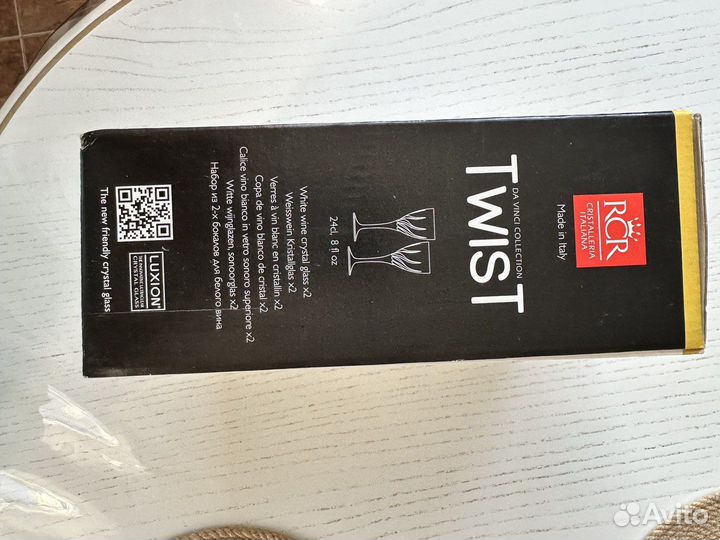 RCR
CRISTALLERIA
ITALIANA
Made in Italy
DA VINCI COLLECTION
TWIST
24cl. 8 fl oz
White wine crystal glass x2
Weisswein Kristallglas x2
Verres à vin blanc en cristallin x2
Copa de vino blanco de cristal x2
Calice vino bianco in vetro sonoro superiore x2
Witte wijnglazen, sonoorglas x2
Набор из 2-х бокалов для белого вина
LUXION
CRYSTAL GLASS
The new friendly crystal glass
Avito